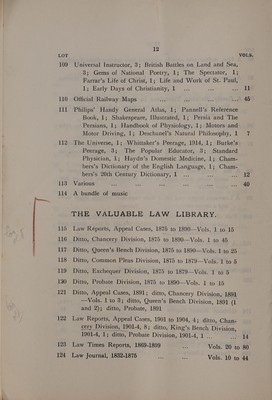 12
LOT VOLS.
109 Universal Instructor, 3; British Battles on Land and Sea,
3; Gems of National Poetry, 1; The Spectator, 1;
Farrar's Life of Christ, 1; Life and Work of St. Paul,
1; Early Days of Christianity, 1 ... ... ... 11
110 Official Railway Maps ... ... ... ... 45
111 Philips' Handy General Atlas, 1; Pannell's Reference
Book, 1; Shakespeare, Illustrated, 1; Persia and The
Persians, 1; Handbook of Physiology, 1; Motors and
Motor Driving, 1; Deschanel's Natural Philosophy, 1 7
112 The Universe, 1; Whittaker's Peerage, 1914, 1; Burke's
Peerage, 3; The Popular Educator, 3; Standard
Physician, 1; Haydn's Domestic Medicine, 1; Cham-
bers's Dictionary of the English Language, 1; Cham-
bers's 20th Century Dictionary, 1 ... ... ... 12
113 Various ... ... ... ... ... 40
114 A bundle of music
THE VALUABLE LAW LIBRARY.
115 Law Reports, Appeal Cases, 1875 to 1890—Vols. 1 to 15
116 Ditto, Chancery Division, 1875 to 1890—Vols. 1 to 45
117 Ditto, Queen's Bench Division, 1875 to 1890—Vols. 1 to 25
118 Ditto, Common Pleas Division, 1875 to 1879—Vols. 1 to 5
119 Ditto, Exchequer Division, 1875 to 1879—Vols. 1 to 5
120 Ditto, Probate Division, 1875 to 1890—Vols. 1 to 15
121 Ditto, Appeal Cases, 1891; ditto, Chancery Division, 1891
—Vols. 1 to 3; ditto, Queen's Bench Division, 1891 (1
and 2); ditto, Probate, 1891
122 Law Reports, Appeal Cases, 1901 to 1904, 4; ditto, Chan-
cery Division, 1901-4, 8; ditto, King's Bench Division,
1901-4, 1; ditto, Probate Division, 1901-4, 1 ... ... 14
123 Law Times Reports, 1869-1899 Vols. 20 to 80
124 Law Journal, 1832-1875 ... ... Vols. 10 to 44